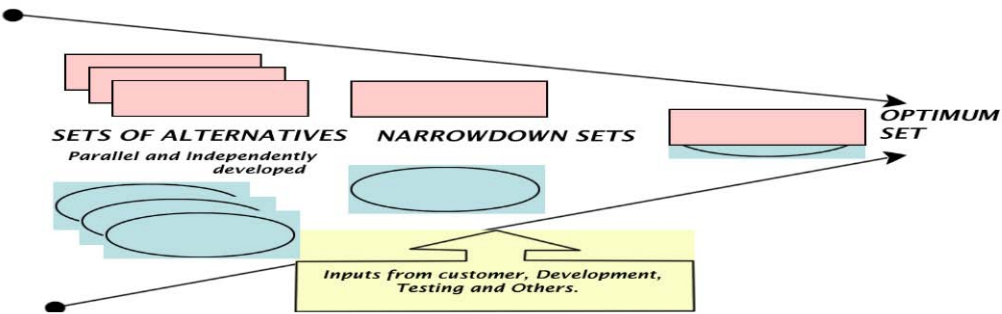 SETS OF ALTERNATIVES
Parallel and Independently
developed
NARROWDOWN SETS
OPTIMUM
SET
Inputs from customer, Development,
Testing and Others.